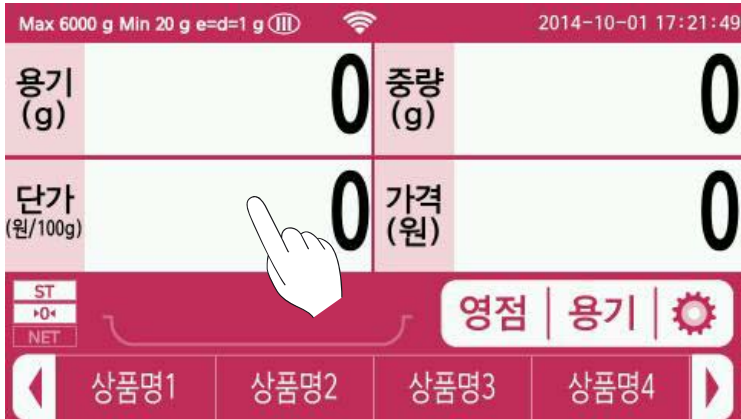 Max 6000 g Min 20 g e=d=1 g Ⅲ 2014-10-01 17:21:49
용기 (g) 0 중량 (g) 0
단가 (원/100g) 0 가격 (원) 0
ST
▸0◂ 영점 용기
NET
상품명1 상품명2 상품명3 상품명4